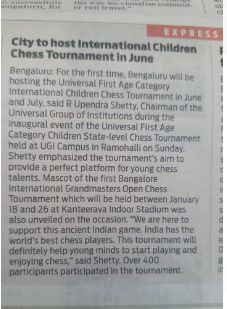 the way we visualise commut
er rail travel."
EXPRESS
City to host International Children
Chess Tournament in June
Bengaluru: For the first time, Bengaluru will be
hosting the Universal First Age Category
International Children Chess Tournament in June
and July, said R Upendra Shetty, Chairman of the
Universal Group of Institutions during the
inaugural event of the Universal First Age
Category Children State-level Chess Tournament
held at UGI Campus in Ramohalli on Sunday.
Shetty emphasized the tournament's aim to
provide a perfect platform for young chess
talents. Mascot of the First Bangalore
International Grandmasters Open Chess
Tournament which will be held between January
18 and 26 at Kanteerava Indoor Stadium was
also unveiled on the occasion. "We are here to
support this ancient Indian game. India has the
world's best chess players. This tournament will
definitely help young minds to start playing and
enjoying chess," said Shetty. Over 400
participants participated in the tournament.